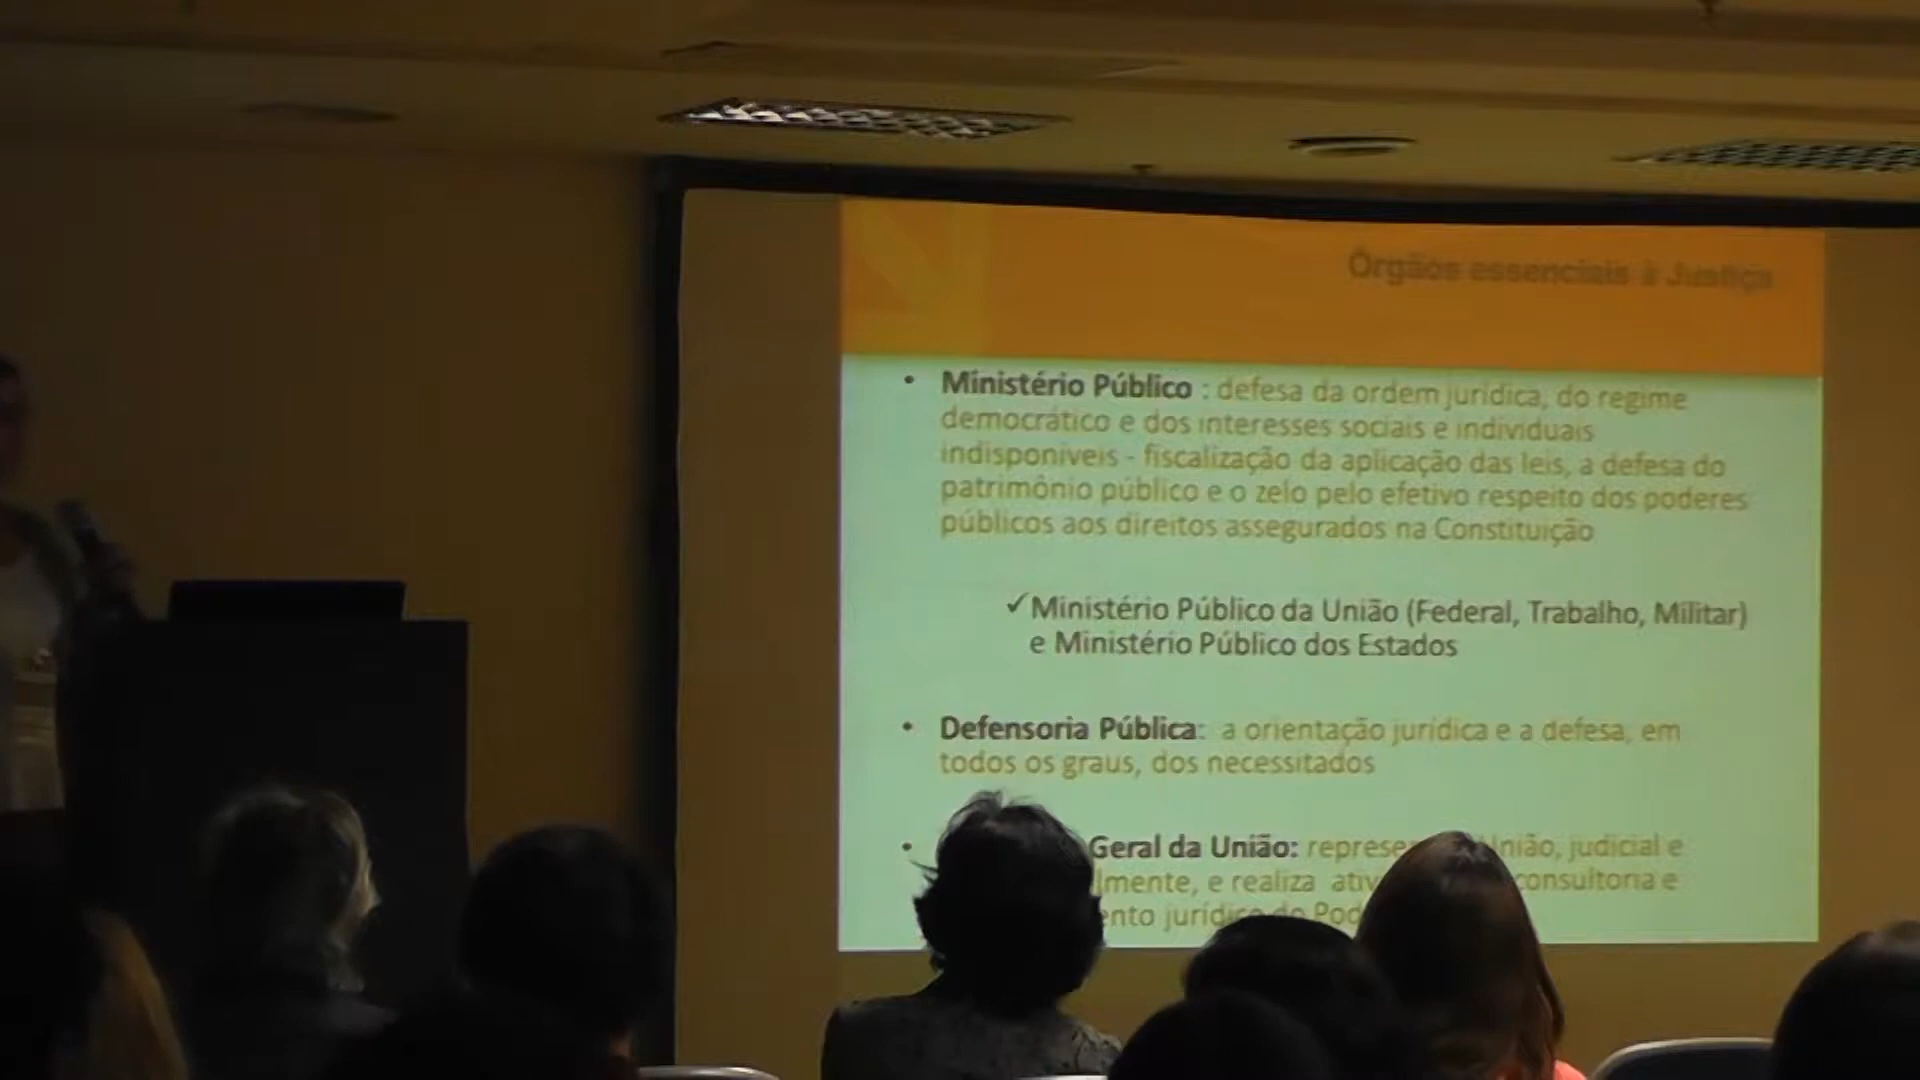 Órgãos essenciais à Justiça
• Ministério Público : defesa da ordem jurídica, do regime
democrático e dos interesses sociais e individuais
indisponíveis - fiscalização da aplicação das leis, a defesa do
patrimônio público e o zelo pelo efetivo respeito dos poderes
públicos aos direitos assegurados na Constituição
✓Ministério Público da União (Federal, Trabalho, Militar)
e Ministério Público dos Estados
• Defensoria Pública: a orientação jurídica e a defesa, em
todos os graus, dos necessitados
• Geral da União: União, judicial e
e realiza consultoria e
jurídico do